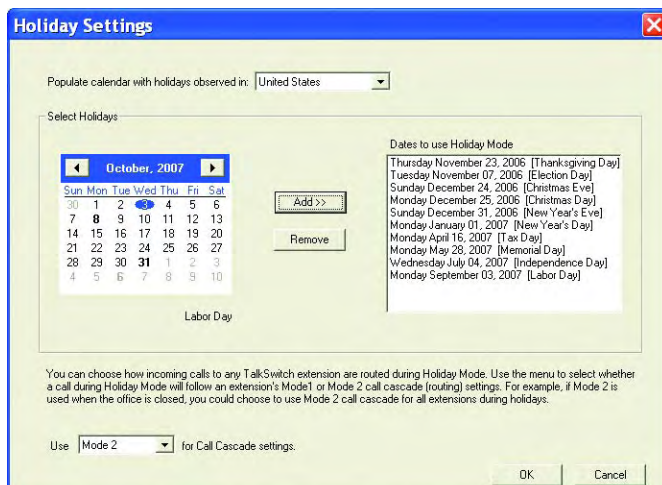 Holiday Settings
Populate calendar with holidays observed in: United States
Select Holidays
October, 2007
Sun Mon Tue Wed Thu Fri Sat
30 1 2 3 4 5 6
7 8 9 10 11 12 13
14 15 16 17 18 19 20
21 22 23 24 25 26 27
28 29 30 31 1 2 3
4 5 6 7 8 9 10
Labor Day
Add >>
Remove
Dates to use Holiday Mode
Thursday November 23, 2006 [Thanksgiving Day]
Tuesday November 07, 2006 [Election Day]
Sunday December 24, 2006 [Christmas Eve]
Monday December 25, 2006 [Christmas Day]
Sunday December 31, 2006 [New Year's Eve]
Monday January 01, 2007 [New Year's Day]
Monday April 16, 2007 [Tax Day]
Monday May 28, 2007 [Memorial Day]
Wednesday July 04, 2007 [Independence Day]
Monday September 03, 2007 [Labor Day]
You can choose how incoming calls to any TalkSwitch extension are routed during Holiday Mode. Use the menu to select whether
a call during Holiday Mode will follow an extension's Mode1 or Mode 2 call cascade (routing) settings. For example, if Mode 2 is
used when the office is closed, you could choose to use Mode 2 call cascade for all extensions during holidays.
Use Mode 2 for Call Cascade settings.
OK Cancel